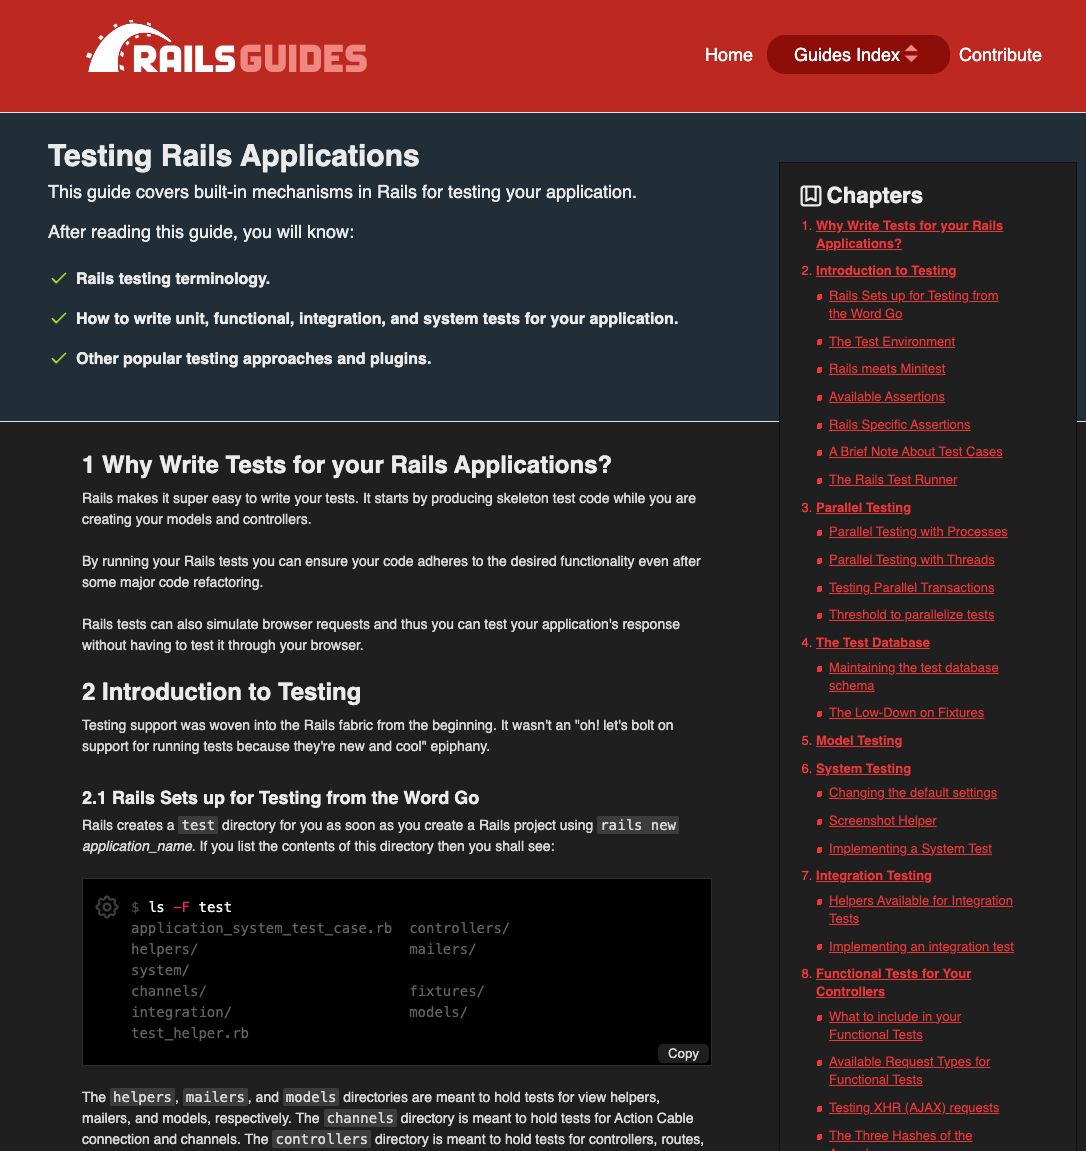 RAILS GUIDES
Home
Guides Index
Contribute
Testing Rails Applications
This guide covers built-in mechanisms in Rails for testing your application.
After reading this guide, you will know:
Rails testing terminology.
How to write unit, functional, integration, and system tests for your application.
Other popular testing approaches and plugins.
1 Why Write Tests for your Rails Applications?
Rails makes it super easy to write your tests. It starts by producing skeleton test code while you are
creating your models and controllers.
By running your Rails tests you can ensure your code adheres to the desired functionality even after
some major code refactoring.
Rails tests can also simulate browser requests and thus you can test your application's response
without having to test it through your browser.
2 Introduction to Testing
Testing support was woven into the Rails fabric from the beginning. It wasn't an "oh! let's bolt on
support for running tests because they're new and cool" epiphany.
2.1 Rails Sets up for Testing from the Word Go
Rails creates a test directory for you as soon as you create a Rails project using rails new
application_name. If you list the contents of this directory then you shall see:
$ ls -F test
application_system_test_case.rb  controllers/
helpers/                         mailers/
system/
channels/                        fixtures/
integration/                     models/
test_helper.rb
Copy
The helpers, mailers, and models directories are meant to hold tests for view helpers,
mailers, and models, respectively. The channels directory is meant to hold tests for Action Cable
connection and channels. The controllers directory is meant to hold tests for controllers, routes,
Chapters
1. Why Write Tests for your Rails
Applications?
2. Introduction to Testing
Rails Sets up for Testing from
the Word Go
The Test Environment
Rails meets Minitest
Available Assertions
Rails Specific Assertions
A Brief Note About Test Cases
The Rails Test Runner
3. Parallel Testing
Parallel Testing with Processes
Parallel Testing with Threads
Testing Parallel Transactions
Threshold to parallelize tests
4. The Test Database
Maintaining the test database
schema
The Low-Down on Fixtures
5. Model Testing
6. System Testing
Changing the default settings
Screenshot Helper
Implementing a System Test
7. Integration Testing
Helpers Available for Integration
Tests
Implementing an integration test
8. Functional Tests for Your
Controllers
What to include in your
Functional Tests
Available Request Types for
Functional Tests
Testing XHR (AJAX) requests
The Three Hashes of the